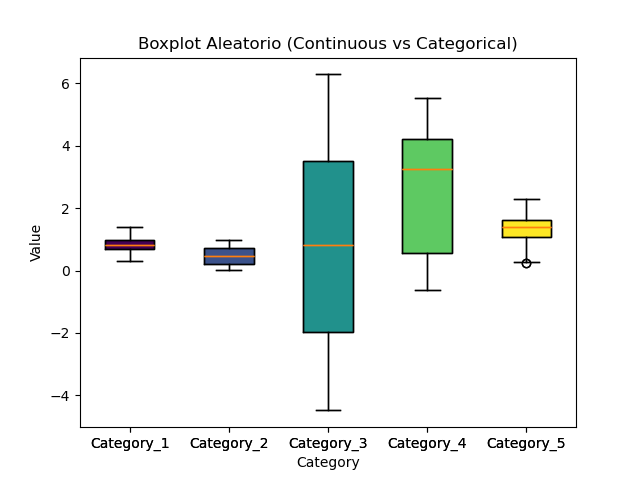 Boxplot Aleatorio (Continuous vs Categorical)
6
4
2
0
−2
−4
Value
Category_1 Category_2 Category_3 Category_4 Category_5
Category